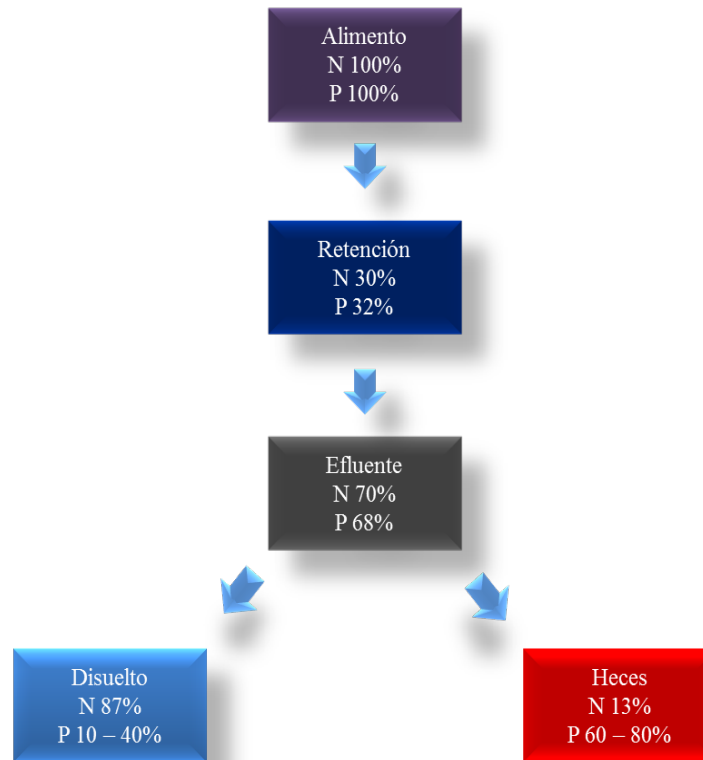 Alimento
N 100%
P 100%
Retención
N 30%
P 32%
Efluente
N 70%
P 68%
Disuelto
N 87%
P 10 – 40%
Heces
N 13%
P 60 – 80%